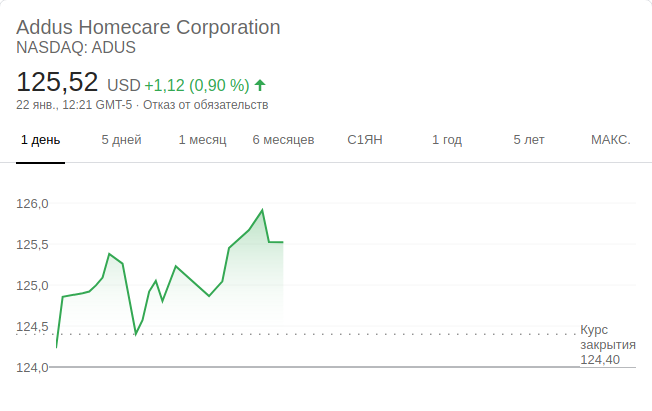 Addus Homecare Corporation
NASDAQ: ADUS
125,52 USD +1,12 (0,90 %)
22 янв., 12:21 GMT-5 · Отказ от обязательств
1 день 5 дней 1 месяц 6 месяцев С1ЯН 1 год 5 лет МАКС.
126,0
125,5
125,0
124,5
124,0
Курс
закрытия
124,40